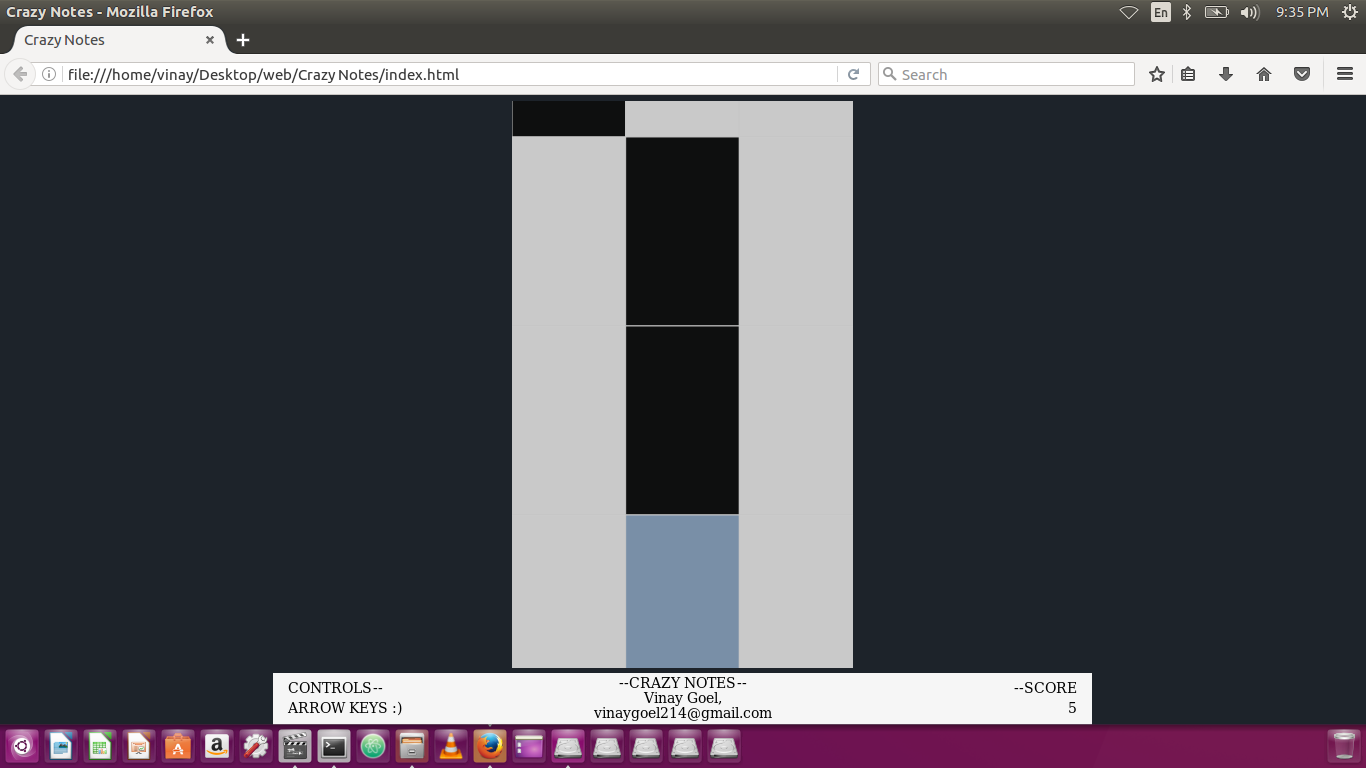 Crazy Notes - Mozilla Firefox
En
9:35 PM
Crazy Notes
file:///home/vinay/Desktop/web/Crazy Notes/index.html
Search
CONTROLS--
ARROW KEYS :)
--CRAZY NOTES--
Vinay Goel,
vinaygoel214@gmail.com
--SCORE
5